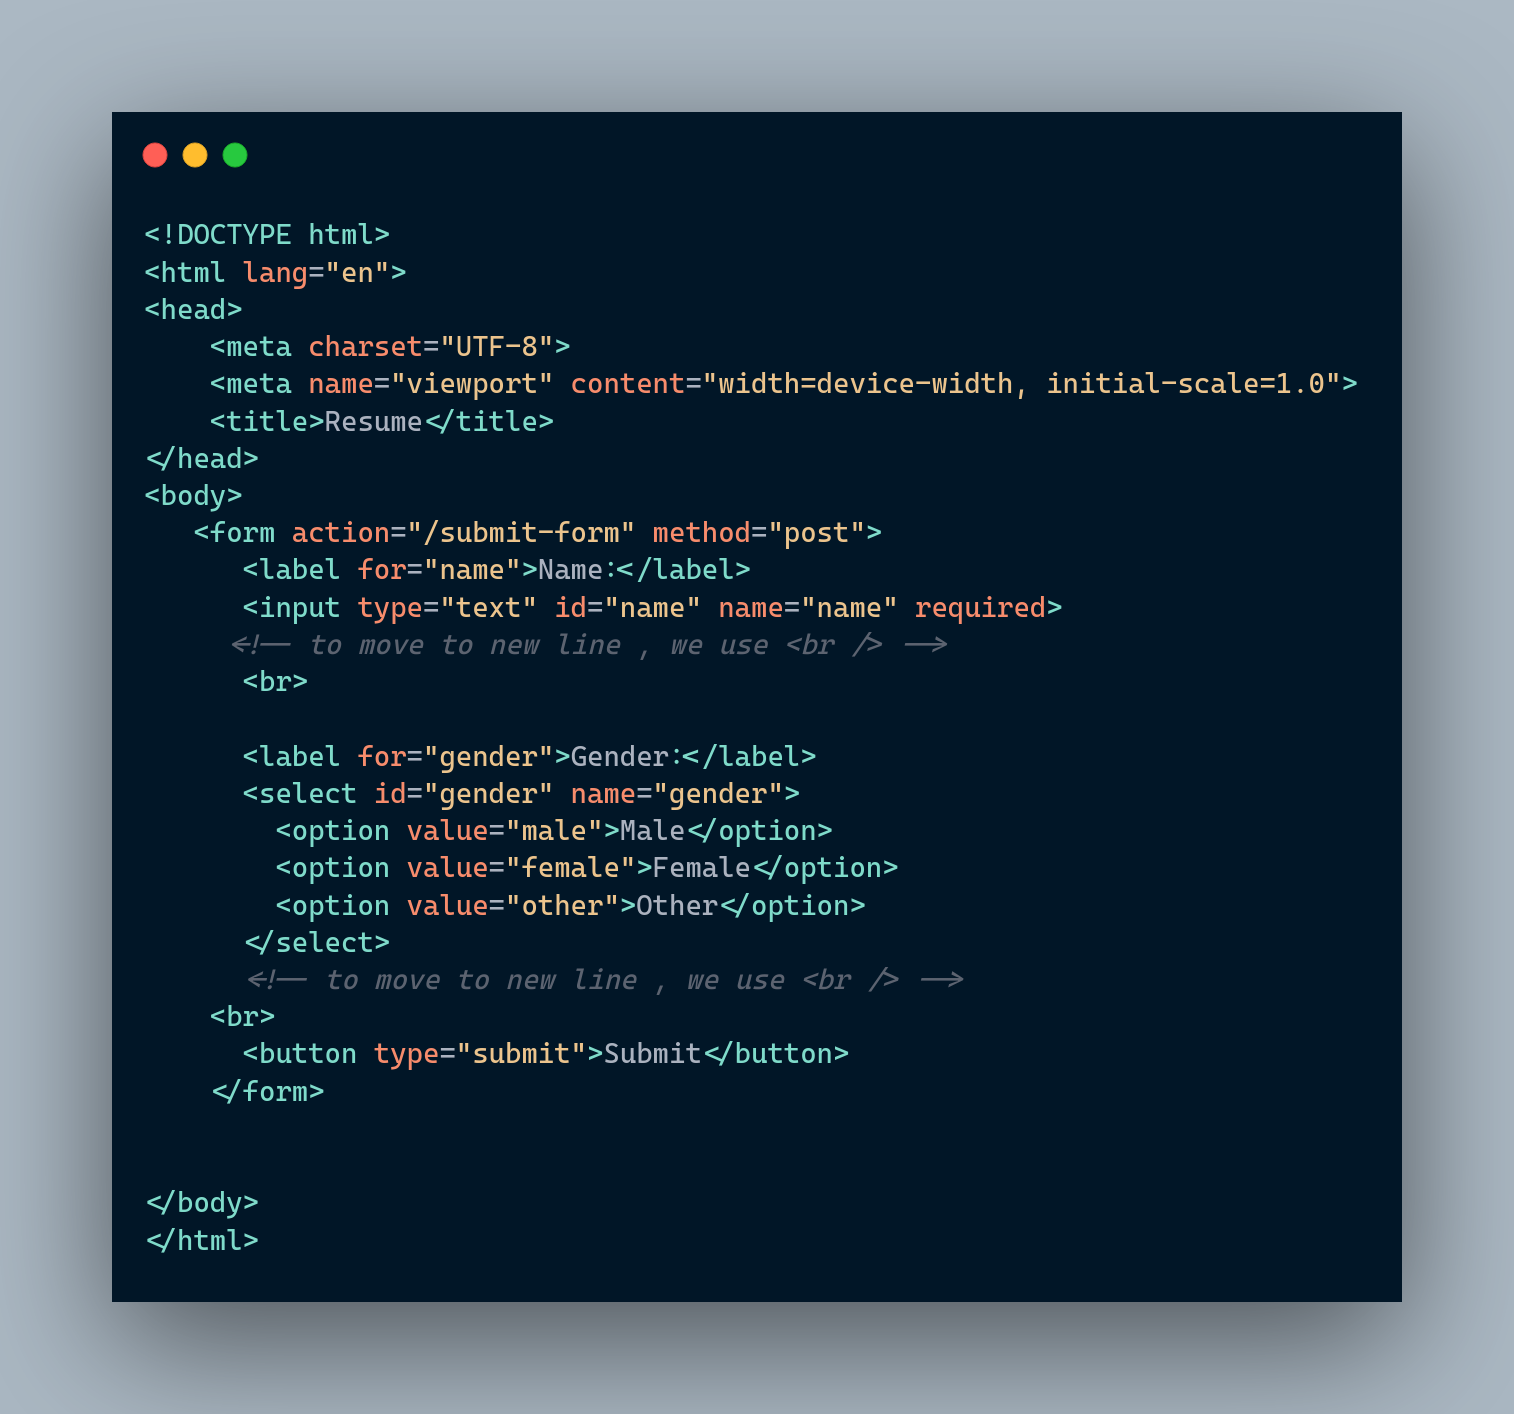 <!DOCTYPE html>
<html lang="en">
<head>
    <meta charset="UTF-8">
    <meta name="viewport" content="width=device-width, initial-scale=1.0">
    <title>Resume</title>
</head>
<body>
   <form action="/submit-form" method="post">
      <label for="name">Name:</label>
      <input type="text" id="name" name="name" required>
     <!-- to move to new line , we use <br /> -->
      <br>

      <label for="gender">Gender:</label>
      <select id="gender" name="gender">
        <option value="male">Male</option>
        <option value="female">Female</option>
        <option value="other">Other</option>
      </select>
      <!-- to move to new line , we use <br /> -->
    <br>
      <button type="submit">Submit</button>
    </form>


</body>
</html>